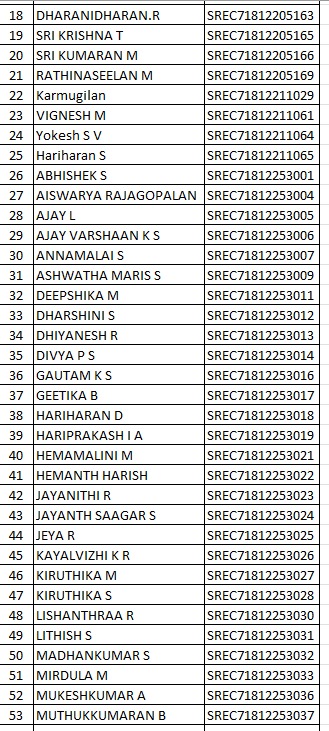 18 DHARANIDHARAN.R SREC71812205163
19 SRI KRISHNA T SREC71812205165
20 SRI KUMARAN M SREC71812205166
21 RATHINASEELAN M SREC71812205169
22 Karmugilan SREC71812211029
23 VIGNESH M SREC71812211061
24 Yokesh S V SREC71812211064
25 Hariharan S SREC71812211065
26 ABHISHEK S SREC71812253001
27 AISWARYA RAJAGOPALAN SREC71812253004
28 AJAY L SREC71812253005
29 AJAY VARSHAAN K S SREC71812253006
30 ANNAMALAI S SREC71812253007
31 ASHWATHA MARIS S SREC71812253009
32 DEEPSHIKA M SREC71812253011
33 DHARSHINI S SREC71812253012
34 DHIYANESH R SREC71812253013
35 DIVYA P S SREC71812253014
36 GAUTAM K S SREC71812253016
37 GEETIKA B SREC71812253017
38 HARIHARAN D SREC71812253018
39 HARIPRAKASH I A SREC71812253019
40 HEMAMALINI M SREC71812253021
41 HEMANTH HARISH SREC71812253022
42 JAYANITHI R SREC71812253023
43 JAYANTH SAAGAR S SREC71812253024
44 JEYA R SREC71812253025
45 KAYALVIZHI K R SREC71812253026
46 KIRUTHIKA M SREC71812253027
47 KIRUTHIKA S SREC71812253028
48 LISHANTHRAA R SREC71812253030
49 LITHISH S SREC71812253031
50 MADHANKUMAR S SREC71812253032
51 MIRDULA M SREC71812253033
52 MUKESHKUMAR A SREC71812253036
53 MUTHUKKUMARAN B SREC71812253037